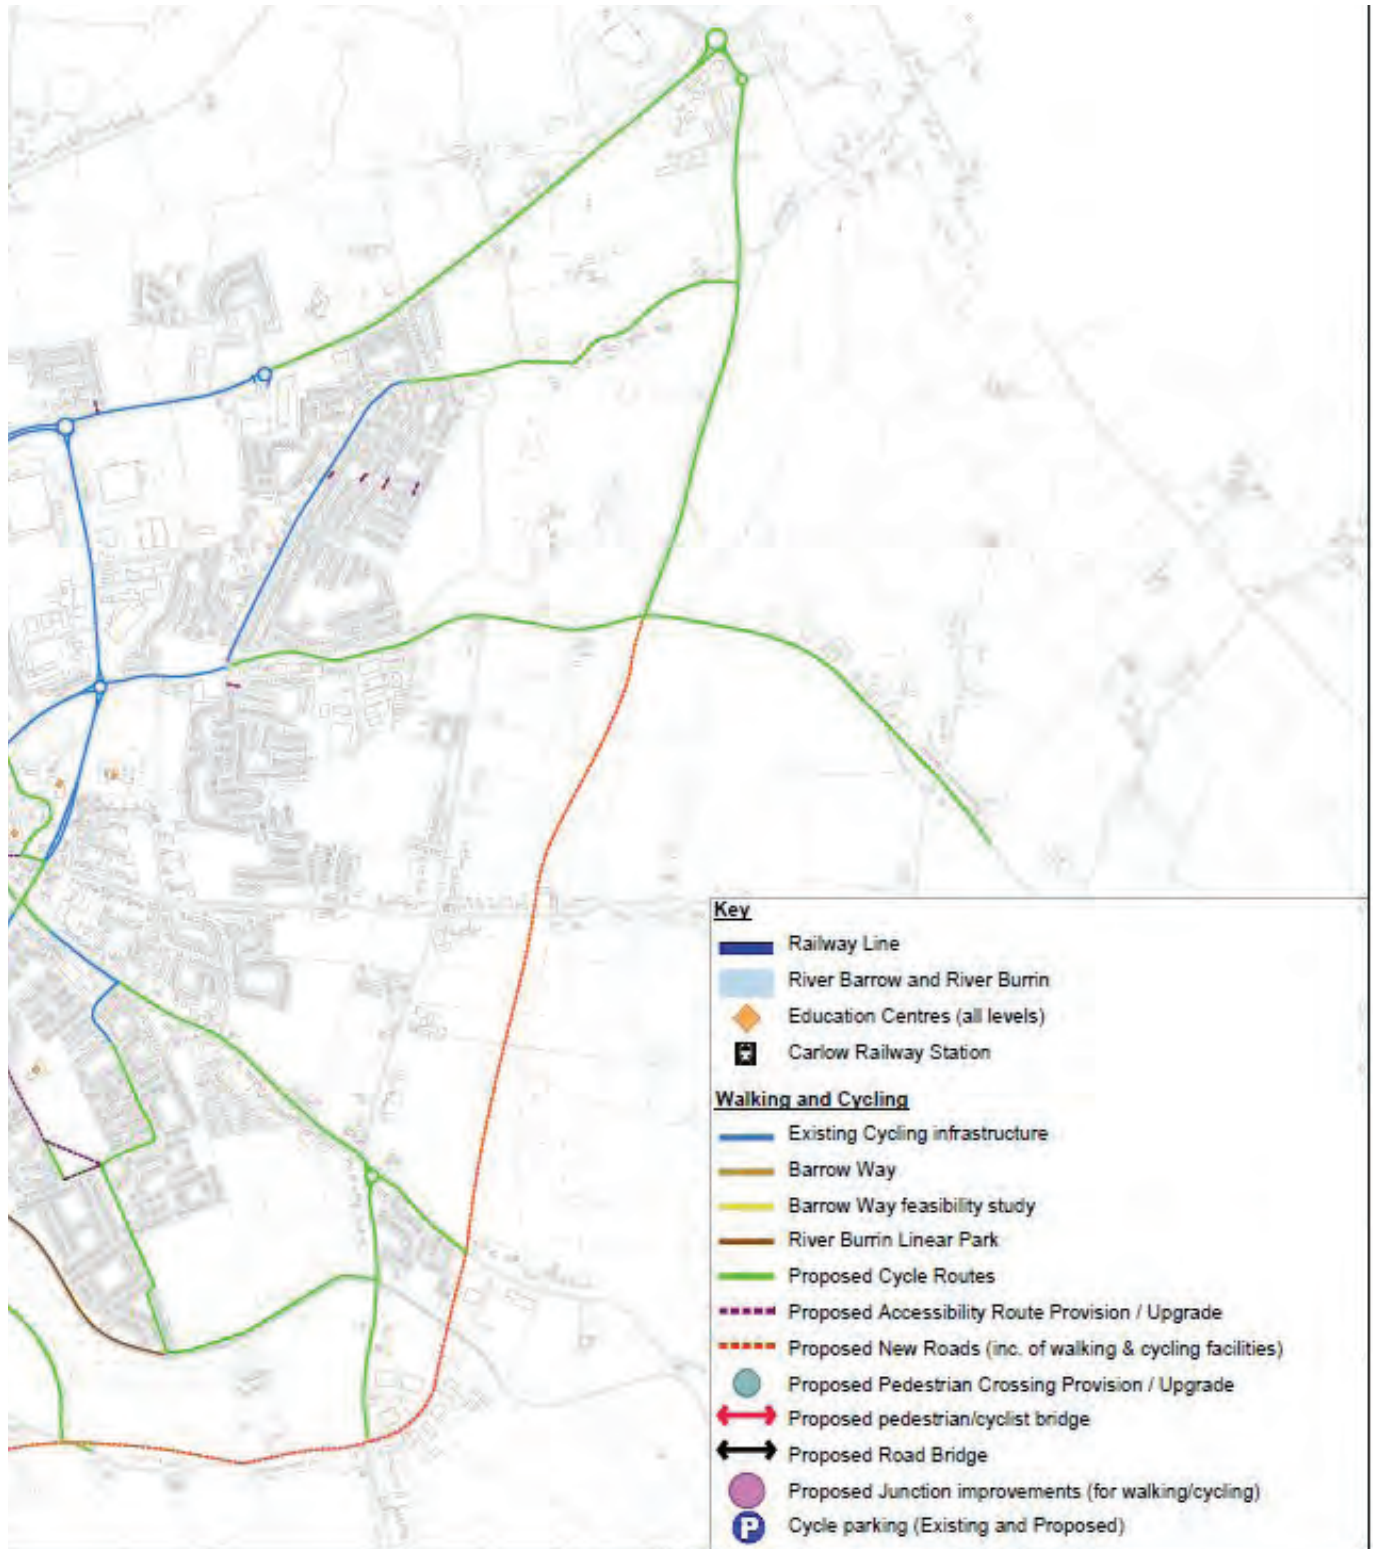 Key
Railway Line
River Barrow and River Burrin
Education Centres (all levels)
Carlow Railway Station
Walking and Cycling
Existing Cycling infrastructure
Barrow Way
Barrow Way feasibility study
River Burrin Linear Park
Proposed Cycle Routes
Proposed Accessibility Route Provision / Upgrade
Proposed New Roads (inc. of walking & cycling facilities)
Proposed Pedestrian Crossing Provision / Upgrade
Proposed pedestrian/cyclist bridge
Proposed Road Bridge
Proposed Junction improvements (for walking/cycling)
P Cycle parking (Existing and Proposed)